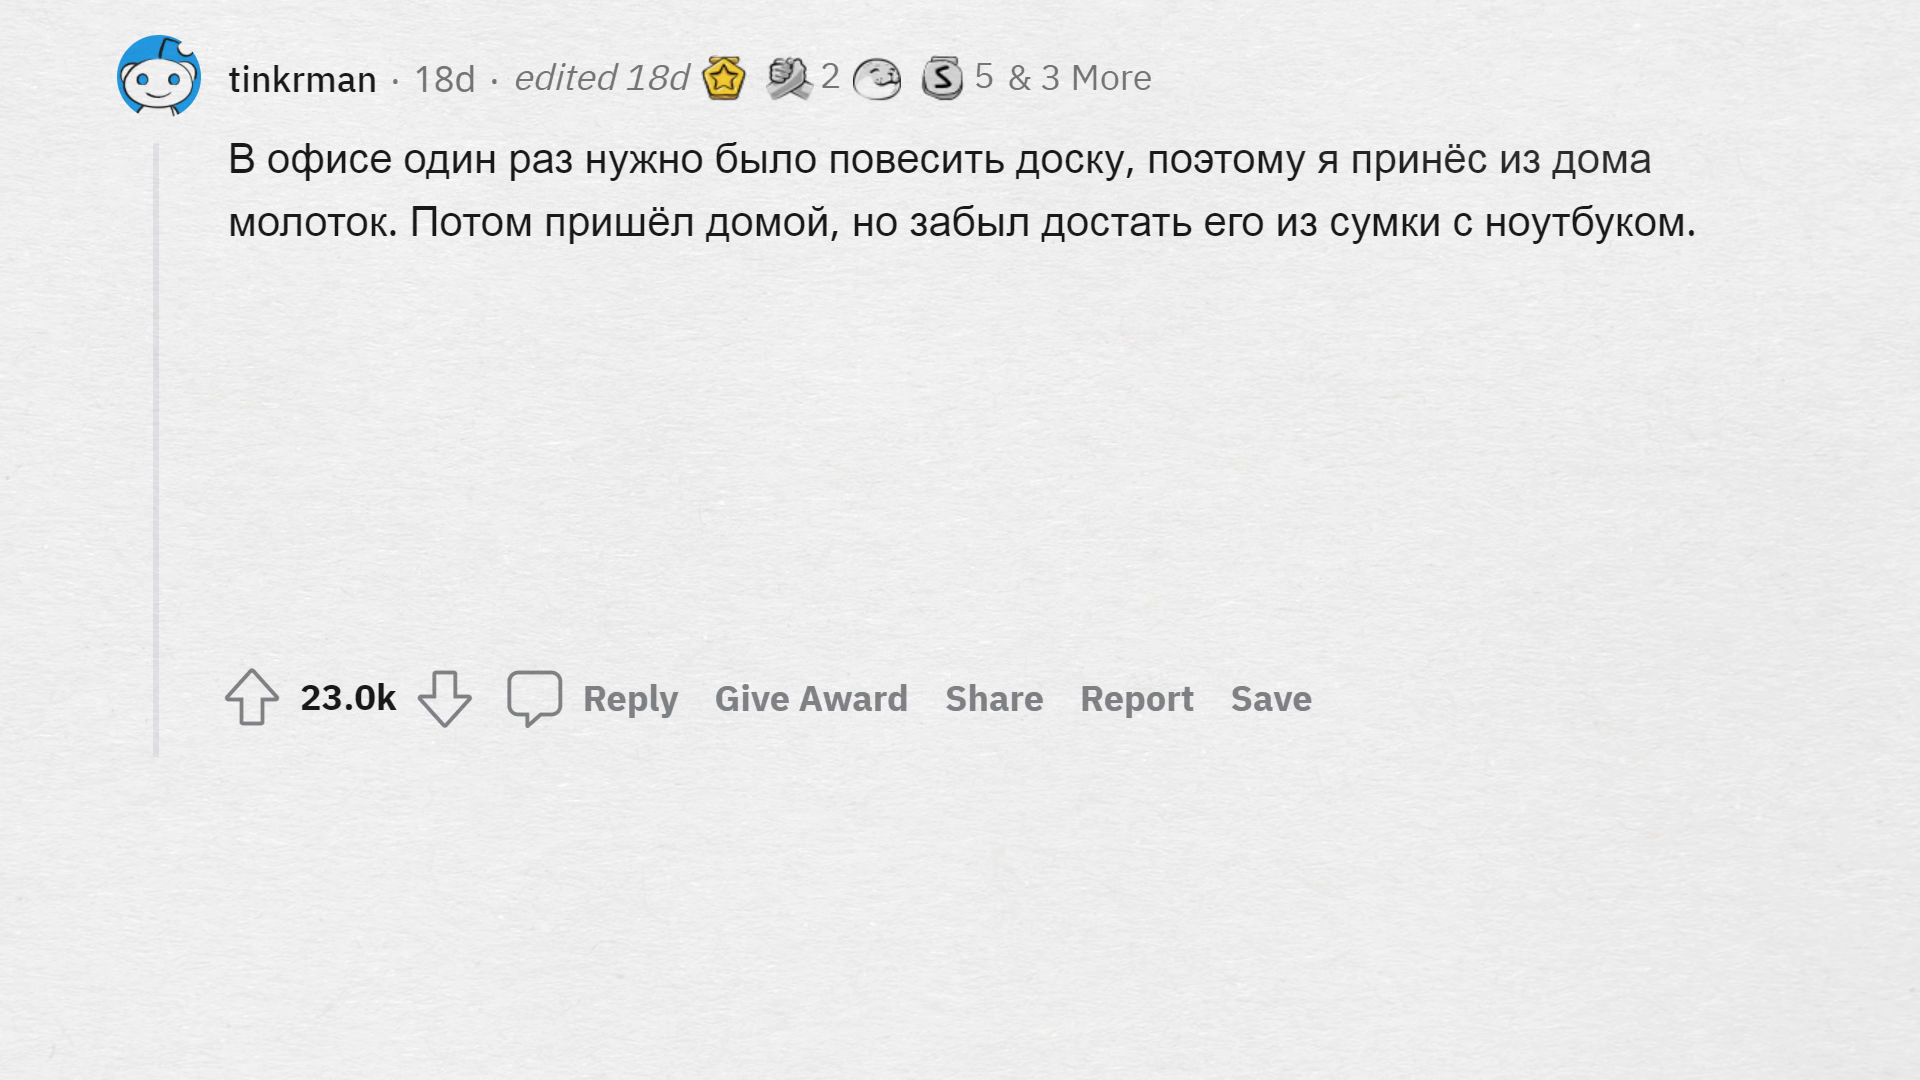 tinkrman · 18d · edited 18d 2 5 & 3 More
В офисе один раз нужно было повесить доску, поэтому я принёс из дома
молоток. Потом пришёл домой, но забыл достать его из сумки с ноутбуком.
23.0k Reply Give Award Share Report Save